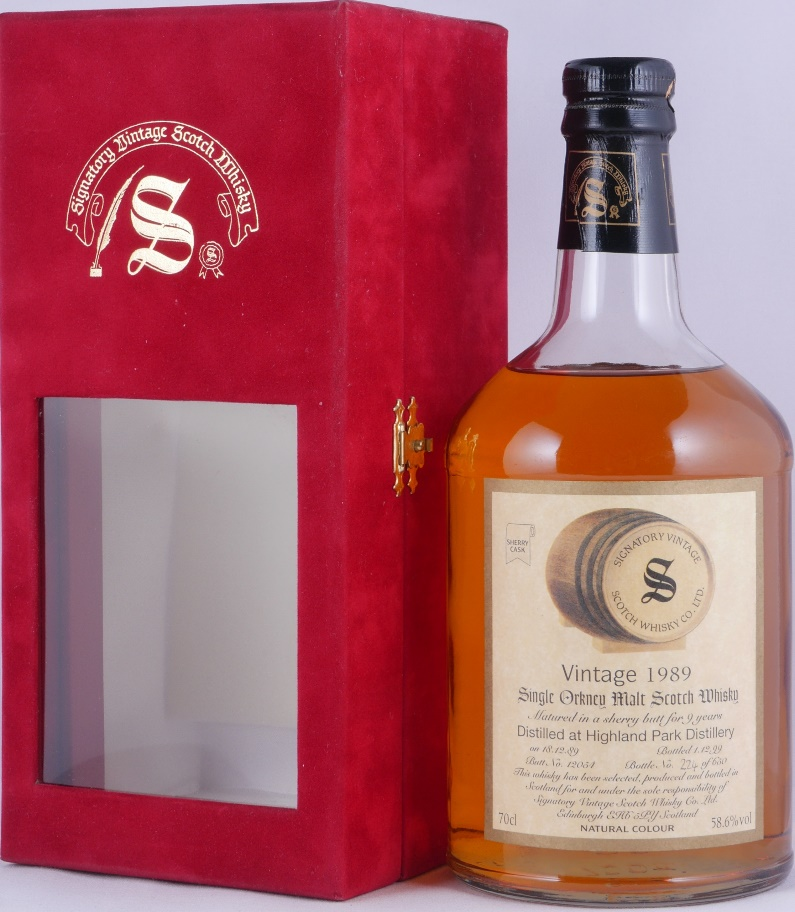 Signatory Vintage Scotch Whisky
S
S
S
SHERRY
CASK
SIGNATORY VINTAGE
S
SCOTCH WHISKY CO. LTD.
Vintage 1989
Single Orkney Malt Scotch Whisky
Matured in a sherry butt for 9 years
Distilled at Highland Park Distillery
on 18.12.89 Bottled 1.12.99
Butt No. 12054 Bottle No. 224 of 630
This whisky has been selected, produced and bottled in
Scotland for and under the sole responsibility of
Signatory Vintage Scotch Whisky Co. Ltd.
Edinburgh EH6 5PY Scotland
70cl NATURAL COLOUR 58.6%vol